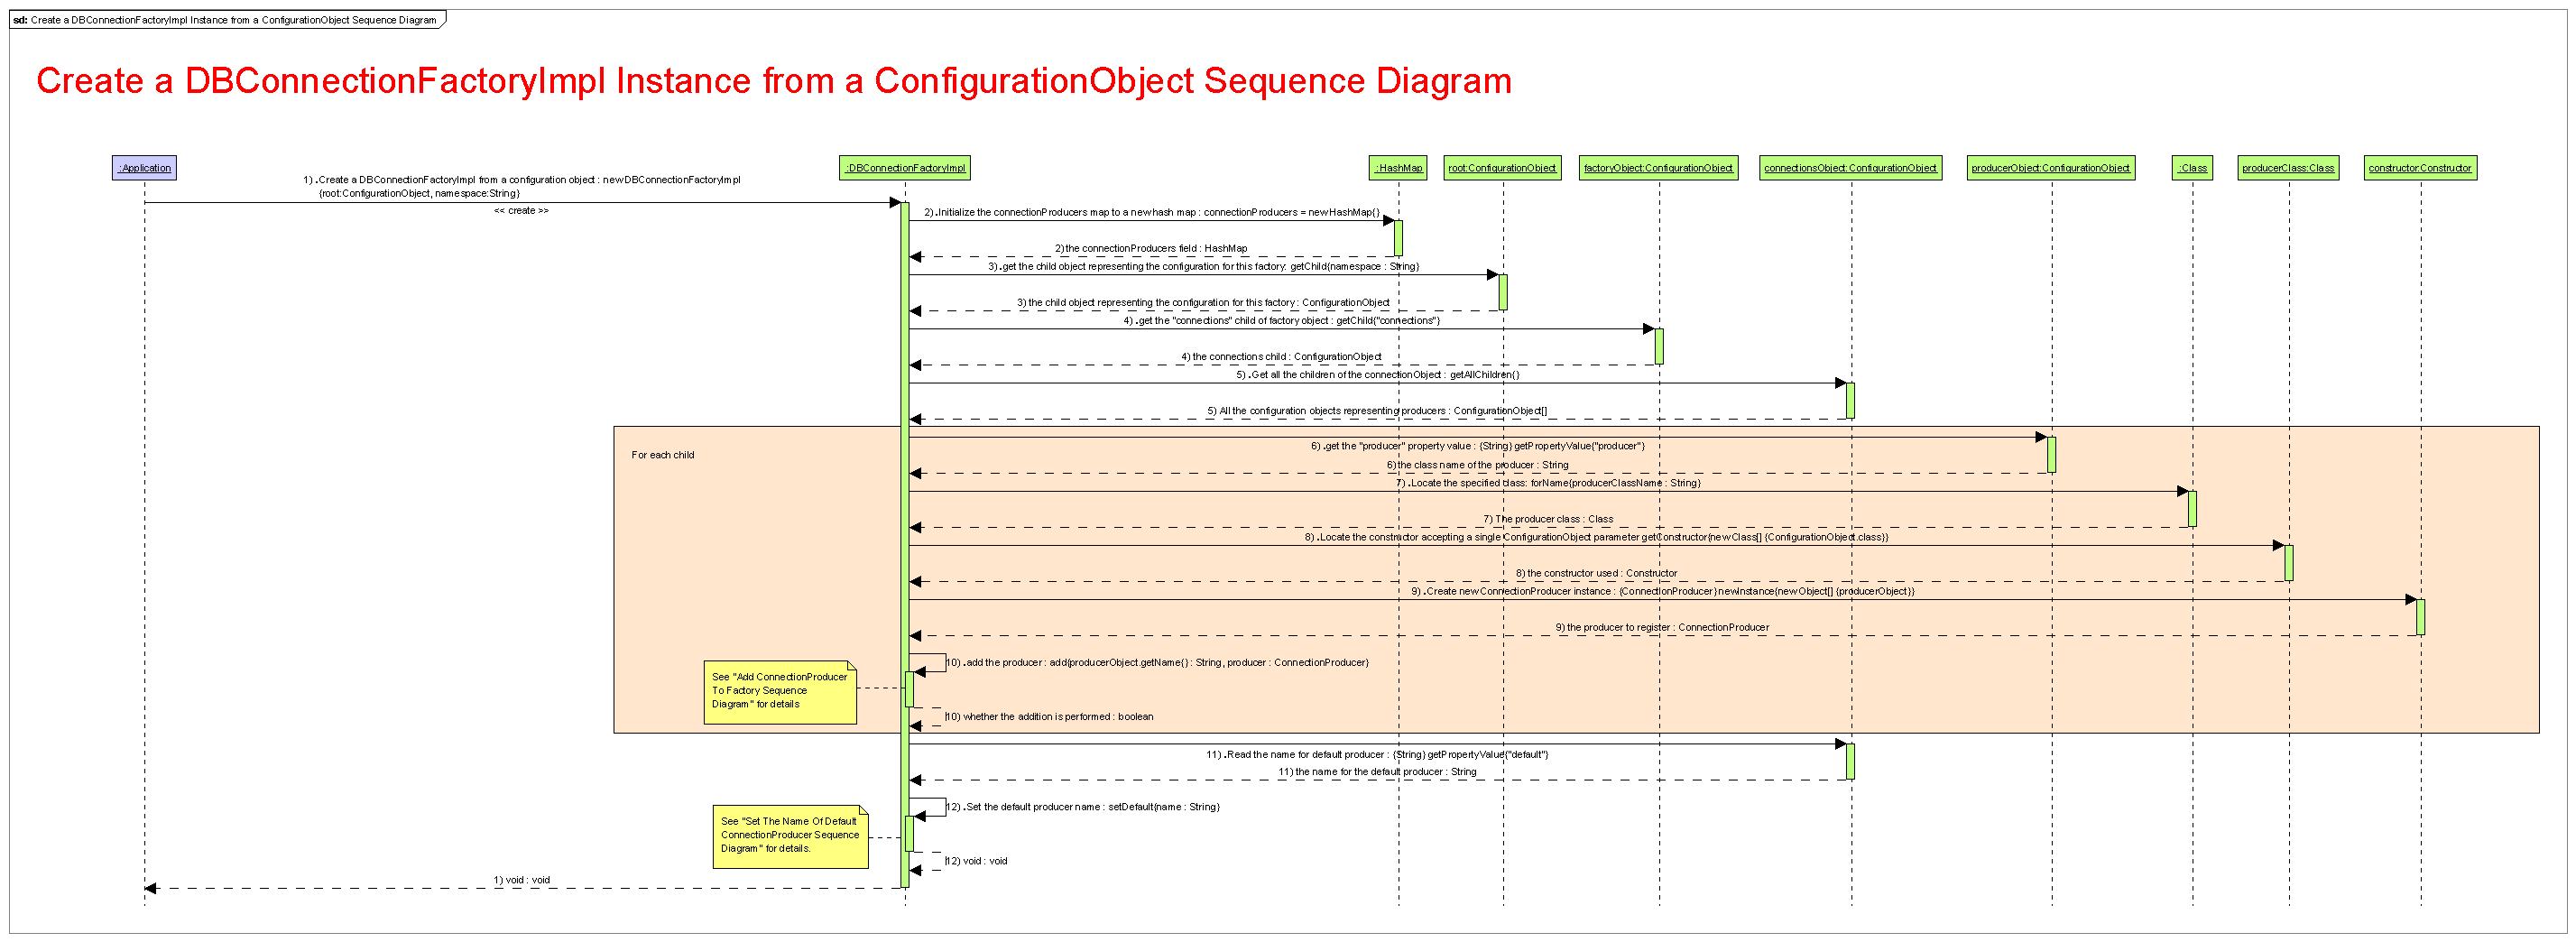 sd: Create a DBConnectionFactoryImpl Instance from a ConfigurationObject Sequence Diagram
Create a DBConnectionFactoryImpl Instance from a ConfigurationObject Sequence Diagram
:Application
:DBConnectionFactoryImpl
:HashMap
root:ConfigurationObject
factoryObject:ConfigurationObject
connectionsObject:ConfigurationObject
producerObject:ConfigurationObject
:Class
producerClass:Class
constructor:Constructor
1) .Create a DBConnectionFactoryImpl from a configuration object : new DBConnectionFactoryImpl
{root:ConfigurationObject, namespace:String}
<< create >>
2) .Initialize the connectionProducers map to a new hash map : connectionProducers = new HashMap{}
2) the connectionProducers field : HashMap
3) .get the child object representing the configuration for this factory: getChild{namespace : String}
3) the child object representing the configuration for this factory : ConfigurationObject
4) .get the "connections" child of factory object : getChild{"connections"}
4) the connections child : ConfigurationObject
5) .Get all the children of the connectionObject : getAllChildren{}
5) All the configuration objects representing producers : ConfigurationObject[]
For each child
6) .get the "producer" property value : {String} getPropertyValue{"producer"}
6) the class name of the producer : String
7) .Locate the specified class: forName{producerClassName : String}
7) The producer class : Class
8) .Locate the constructor accepting a single ConfigurationObject parameter getConstructor{new Class[] {ConfigurationObject.class}}
8) the constructor used : Constructor
9) .Create new ConnectionProducer instance : {ConnectionProducer} newInstance{new Object[] {producerObject}}
9) the producer to register : ConnectionProducer
10) .add the producer : add{producerObject.getName{} : String, producer : ConnectionProducer}
See "Add ConnectionProducer
To Factory Sequence
Diagram" for details
10) whether the addition is performed : boolean
11) .Read the name for default producer : {String} getPropertyValue{"default"}
11) the name for the default producer : String
12) .Set the default producer name : setDefault{name : String}
See "Set The Name Of Default
ConnectionProducer Sequence
Diagram" for details.
12) void : void
1) void : void